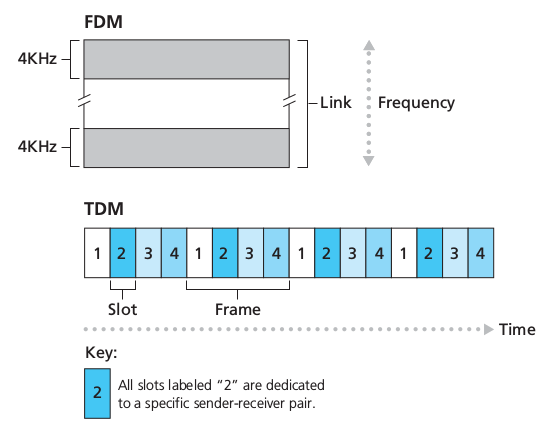 FDM
4KHz
Link
Frequency
4KHz
TDM
1 2 3 4 1 2 3 4 1 2 3 4 1 2 3 4
Slot
Frame
Time
Key:
2
All slots labeled “2” are dedicated
to a specific sender-receiver pair.